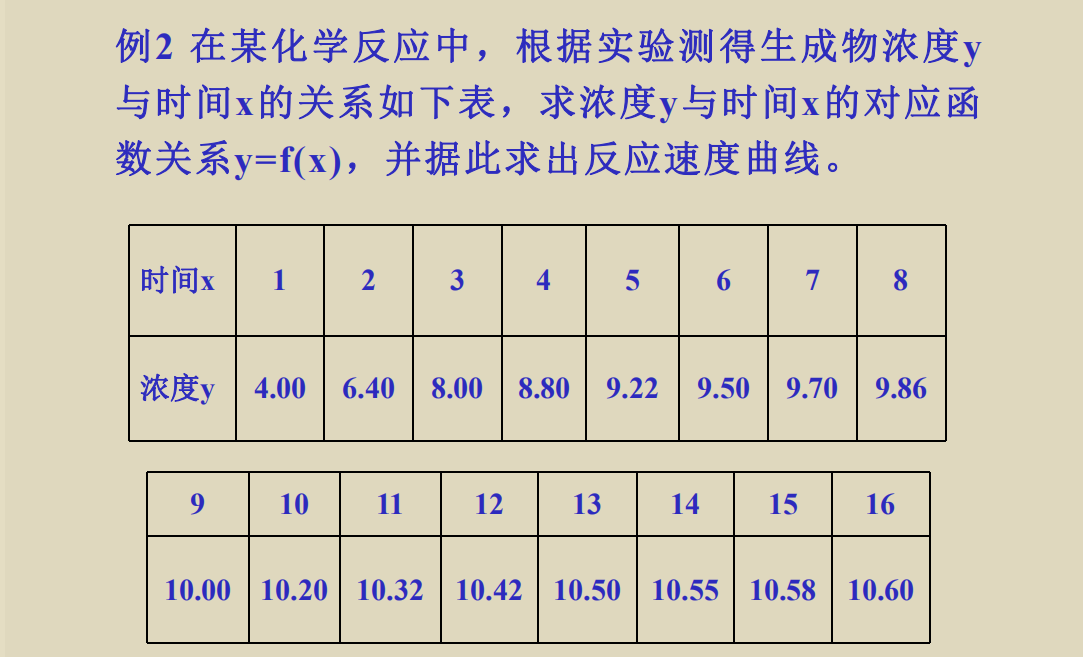 例2 在某化学反应中，根据实验测得生成物浓度y
与时间x的关系如下表，求浓度y与时间x的对应函
数关系y=f(x)，并据此求出反应速度曲线。
时间x 1 2 3 4 5 6 7 8
浓度y 4.00 6.40 8.00 8.80 9.22 9.50 9.70 9.86
9 10 11 12 13 14 15 16
10.00 10.20 10.32 10.42 10.50 10.55 10.58 10.60